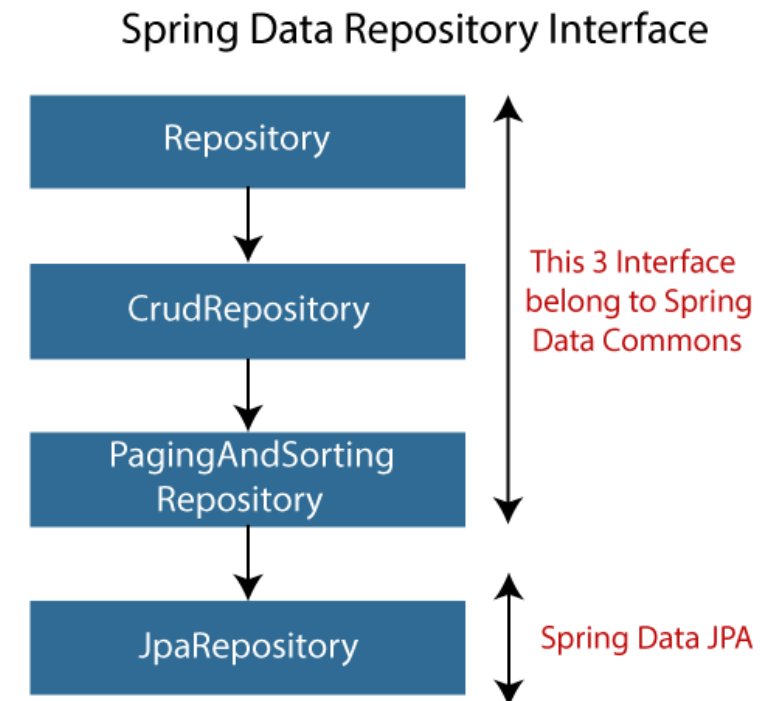 Spring Data Repository Interface
Repository
CrudRepository
This 3 Interface
belong to Spring
Data Commons
PagingAndSorting
Repository
JpaRepository
Spring Data JPA